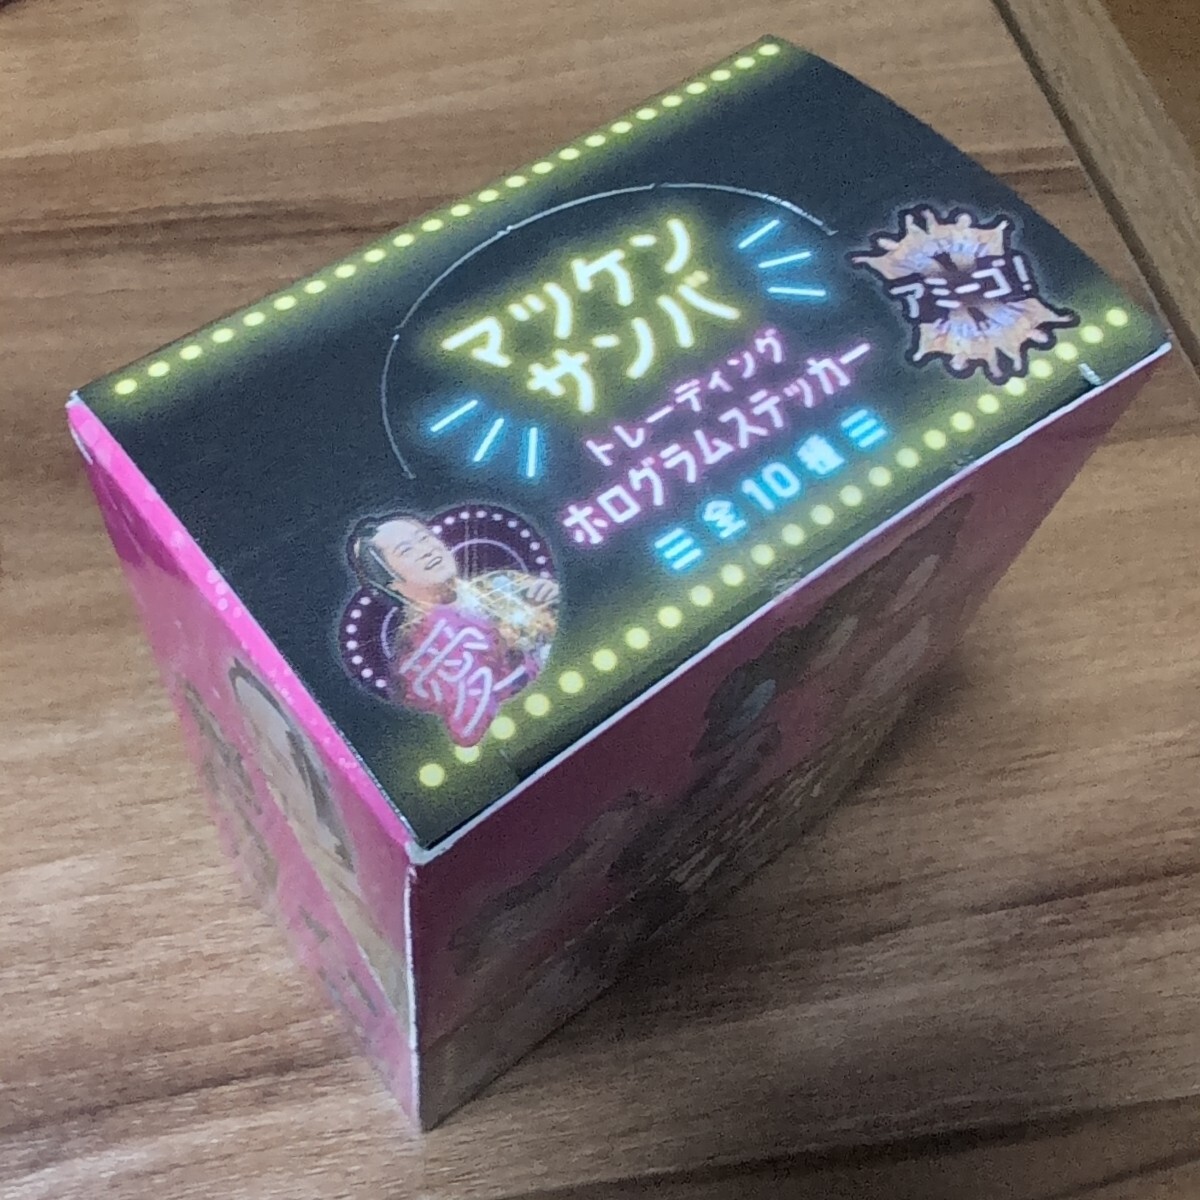 マツケン
サンバ
トレーディング
ホログラムステッカー
全10種
アミーゴ!